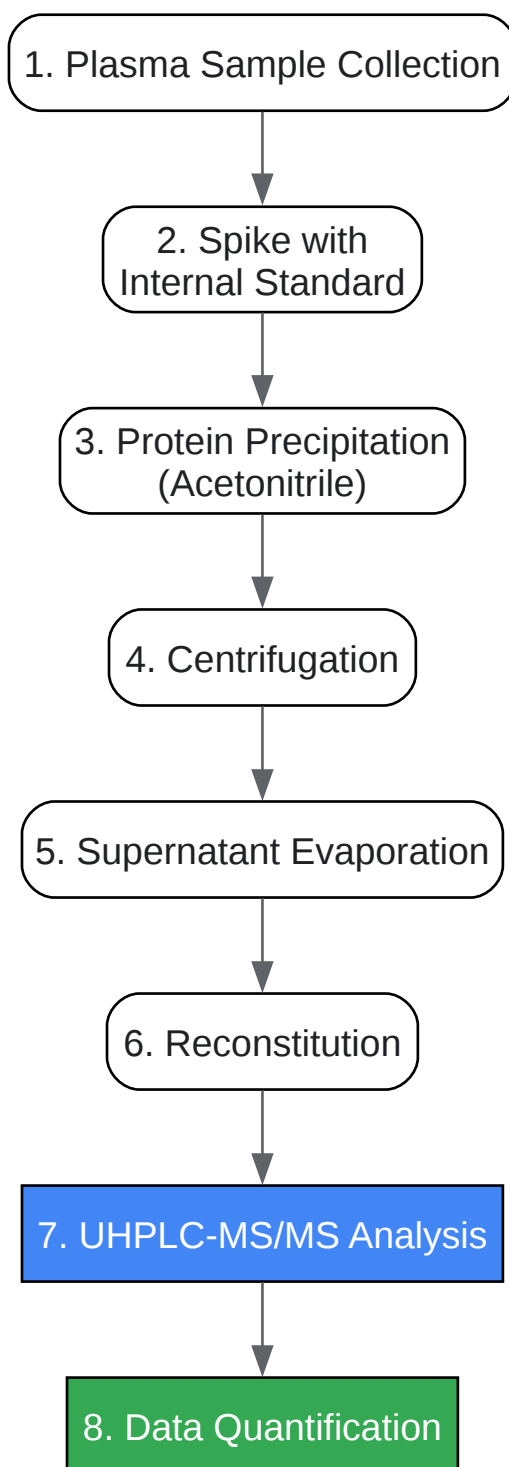 1. Plasma Sample Collection
2. Spike with
Internal Standard
3. Protein Precipitation
(Acetonitrile)
4. Centrifugation
5. Supernatant Evaporation
6. Reconstitution
7. UHPLC-MS/MS Analysis
8. Data Quantification